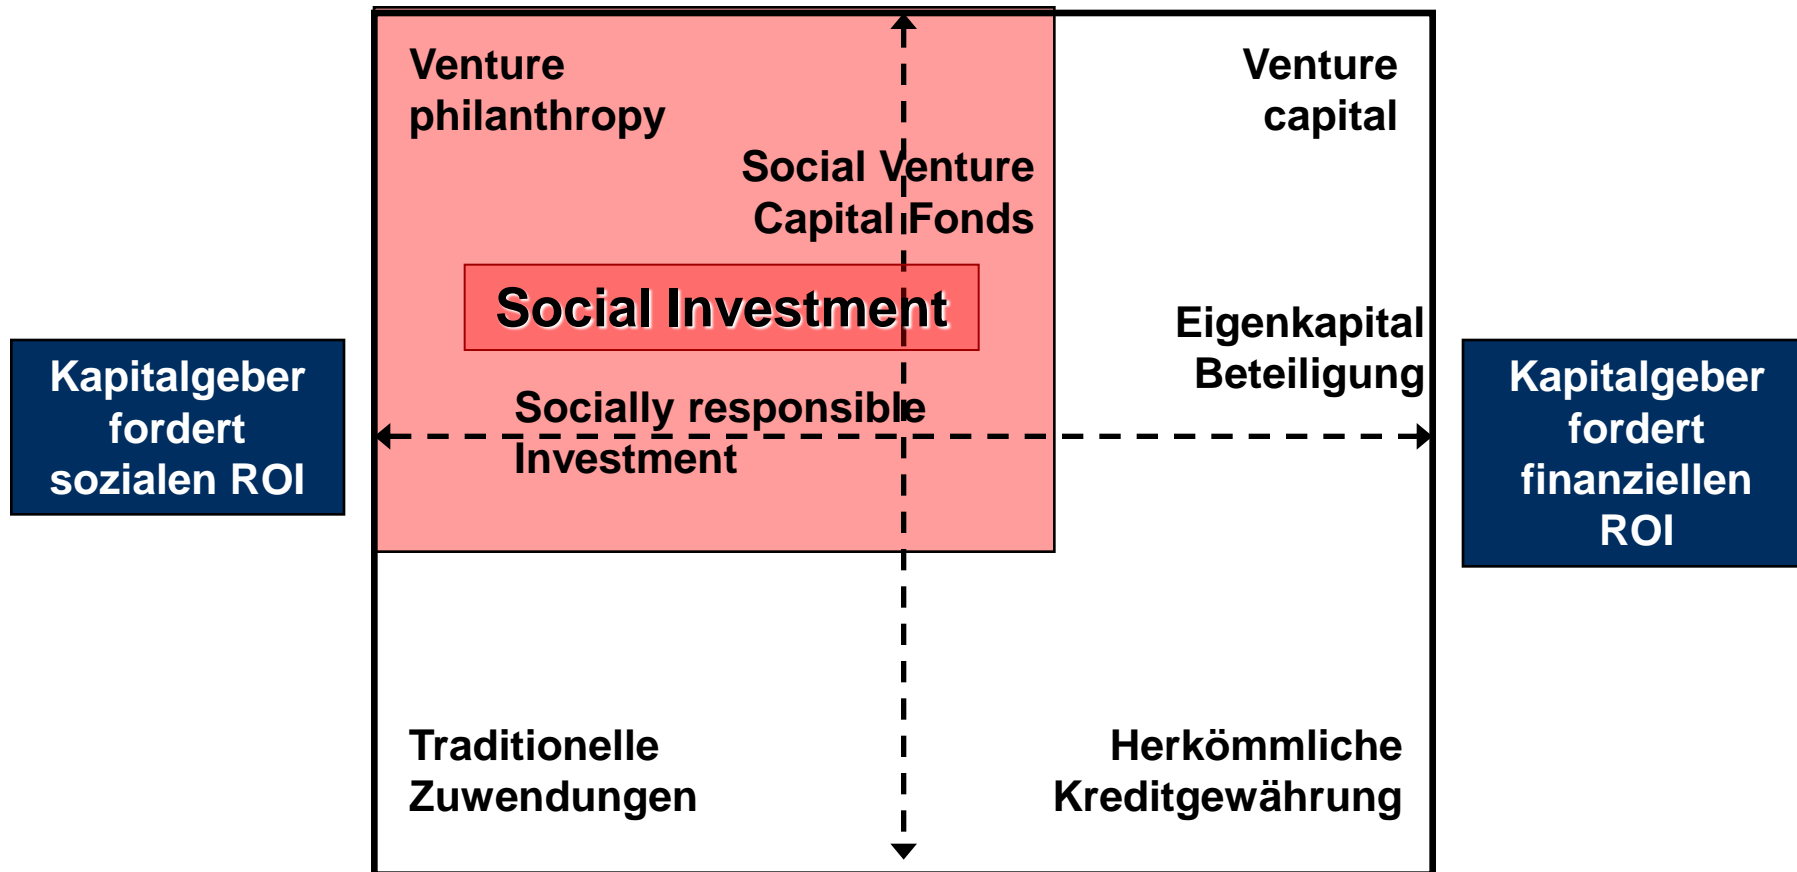 Venture
philanthropy
Venture
capital
Social Venture
Capital Fonds
Social Investment
Eigenkapital
Beteiligung
Kapitalgeber
fordert
sozialen ROI
Socially responsible
Investment
Kapitalgeber
fordert
finanziellen
ROI
Traditionelle
Zuwendungen
Herkömmliche
Kreditgewährung